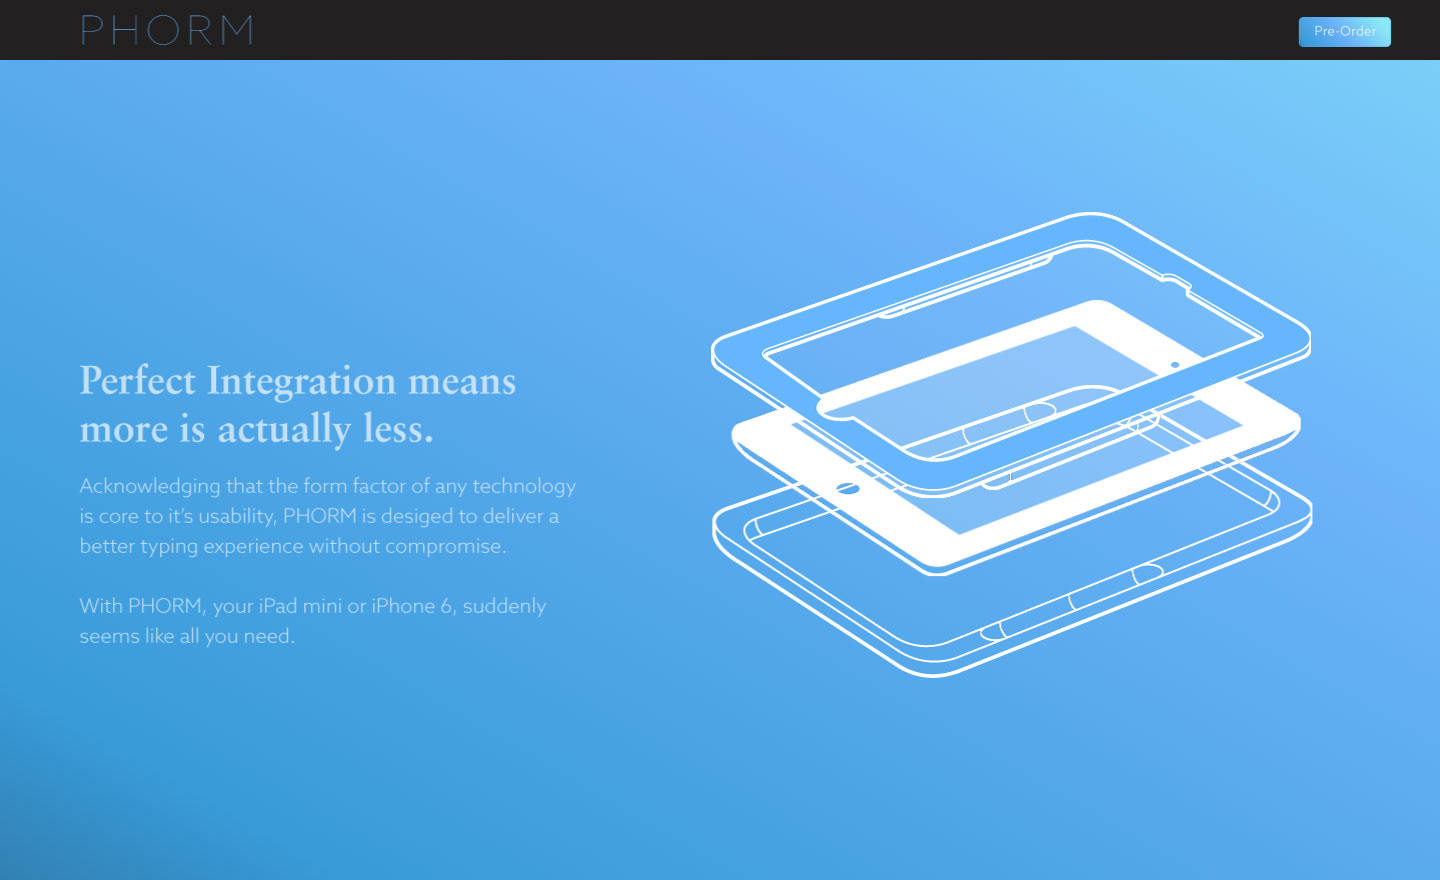 PHORM
Pre-Order
Perfect Integration means
more is actually less.
Acknowledging that the form factor of any technology
is core to it’s usability, PHORM is desiged to deliver a
better typing experience without compromise.
With PHORM, your iPad mini or iPhone 6, suddenly
seems like all you need.